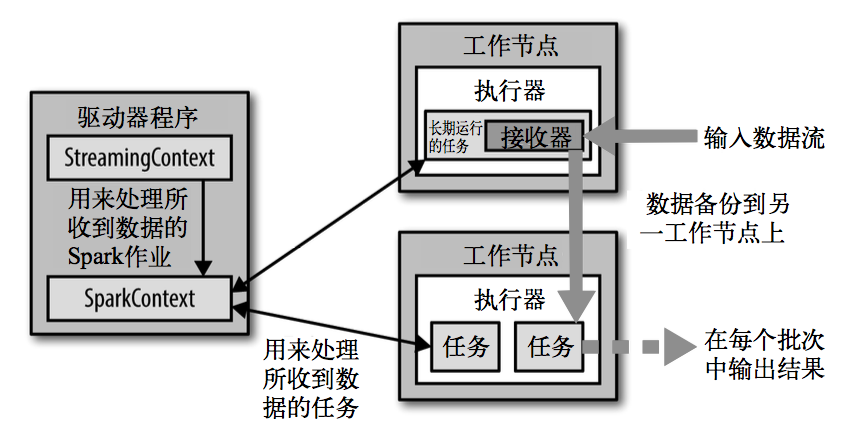 驱动器程序
StreamingContext
用来处理所
收到数据的
Spark作业
SparkContext
用来处理
所收到数
据的任务
工作节点
执行器
长期运行
的任务
接收器
输入数据流
数据备份到另
一工作节点上
工作节点
执行器
任务
任务
在每个批次
中输出结果